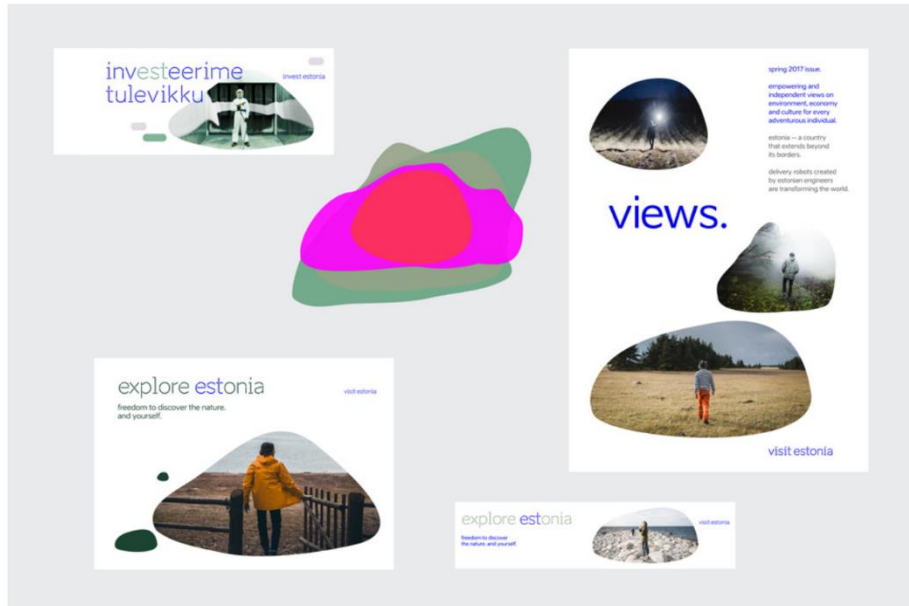 investeerime
tulevikku
invest estonia
spring 2017 issue.
empowering and
independent views on
environment, economy
and culture for every
adventurous individual.
estonia — a country
that extends beyond
its borders.
delivery robots created
by estonian engineers
are transforming the world.
views.
visit estonia
explore estonia
visit estonia
freedom to discover the nature.
and yourself.
explore estonia
visit estonia
freedom to discover
the nature. and yourself.